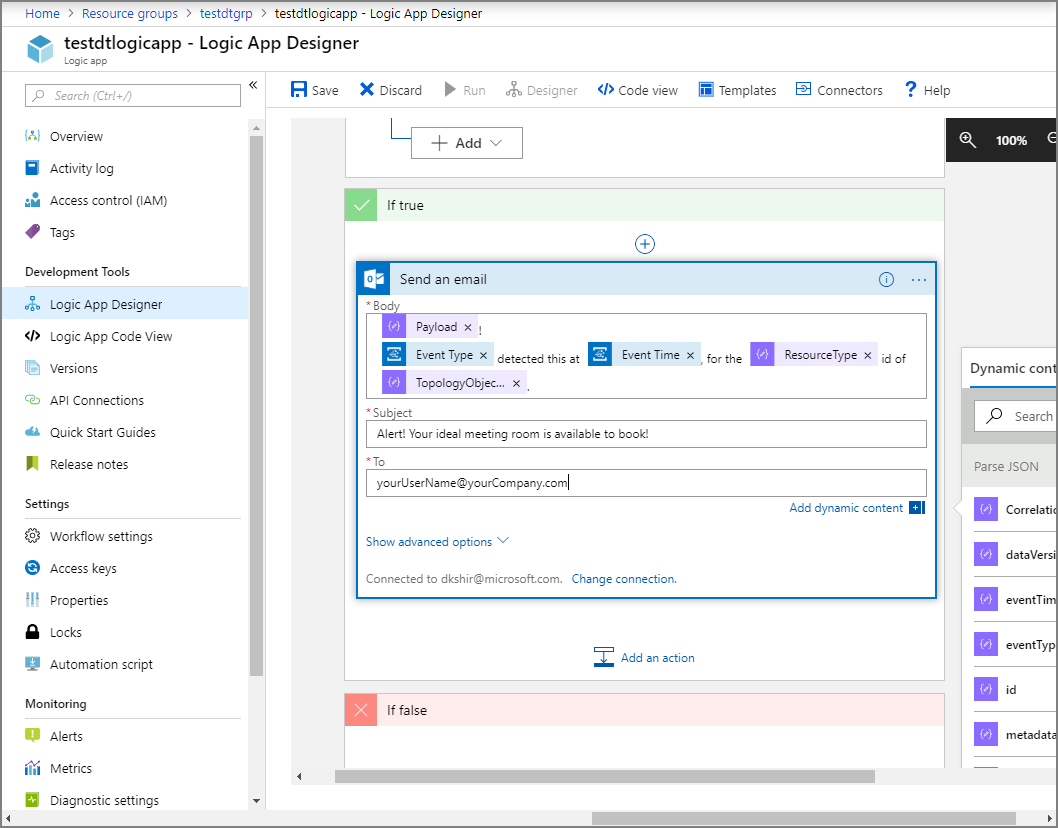 Home > Resource groups > testdtgrp > testdtlogicapp - Logic App Designer
testdtlogicapp - Logic App Designer
Logic app
Search (Ctrl+/)
«
Overview
Activity log
Access control (IAM)
Tags
Development Tools
Logic App Designer
Logic App Code View
Versions
API Connections
Quick Start Guides
Release notes
Settings
Workflow settings
Access keys
Properties
Locks
Automation script
Monitoring
Alerts
Metrics
Diagnostic settings
Save Discard Run Designer Code view Templates Connectors Help
Add
100%
If true
Send an email
* Body
Payload × !
Event Type × detected this at Event Time × , for the ResourceType × id of
TopologyObjec... × .
* Subject
Alert! Your ideal meeting room is available to book!
* To
yourUserName@yourCompany.com
Add dynamic content
Show advanced options
Connected to dkshir@microsoft.com. Change connection.
Add an action
If false
Dynamic cont
Search
Parse JSON
Correlatio
dataVersi
eventTim
eventTyp
id
metadata